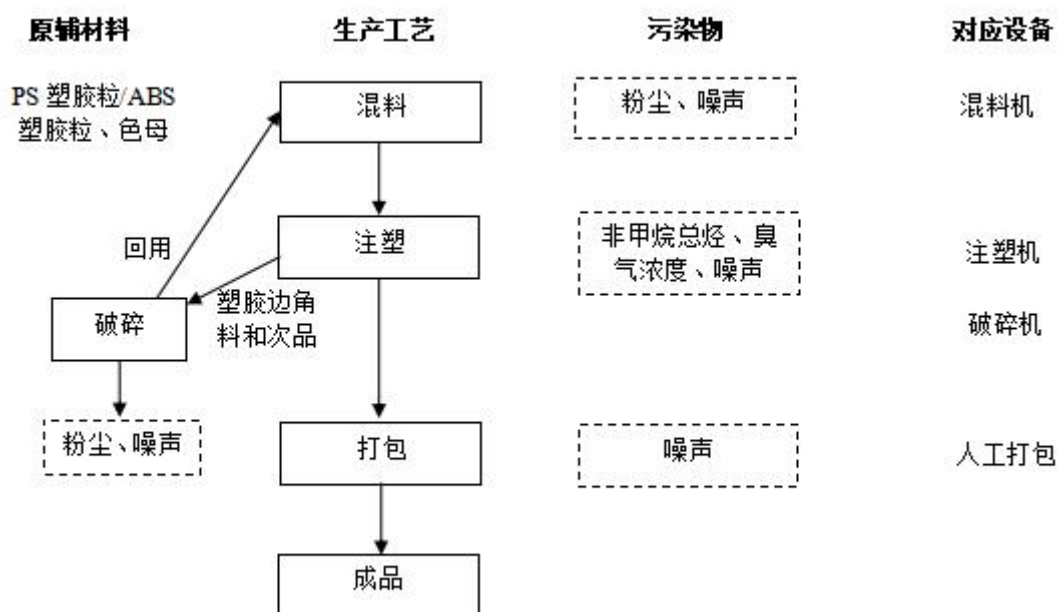 原辅材料
生产工艺
污染物
对应设备
PS 塑胶粒/ABS
塑胶粒、色母
混料
粉尘、噪声
混料机
回用
注塑
非甲烷总烃、臭
气浓度、噪声
注塑机
塑胶边角
料和次品
破碎
破碎机
粉尘、噪声
打包
噪声
人工打包
成品